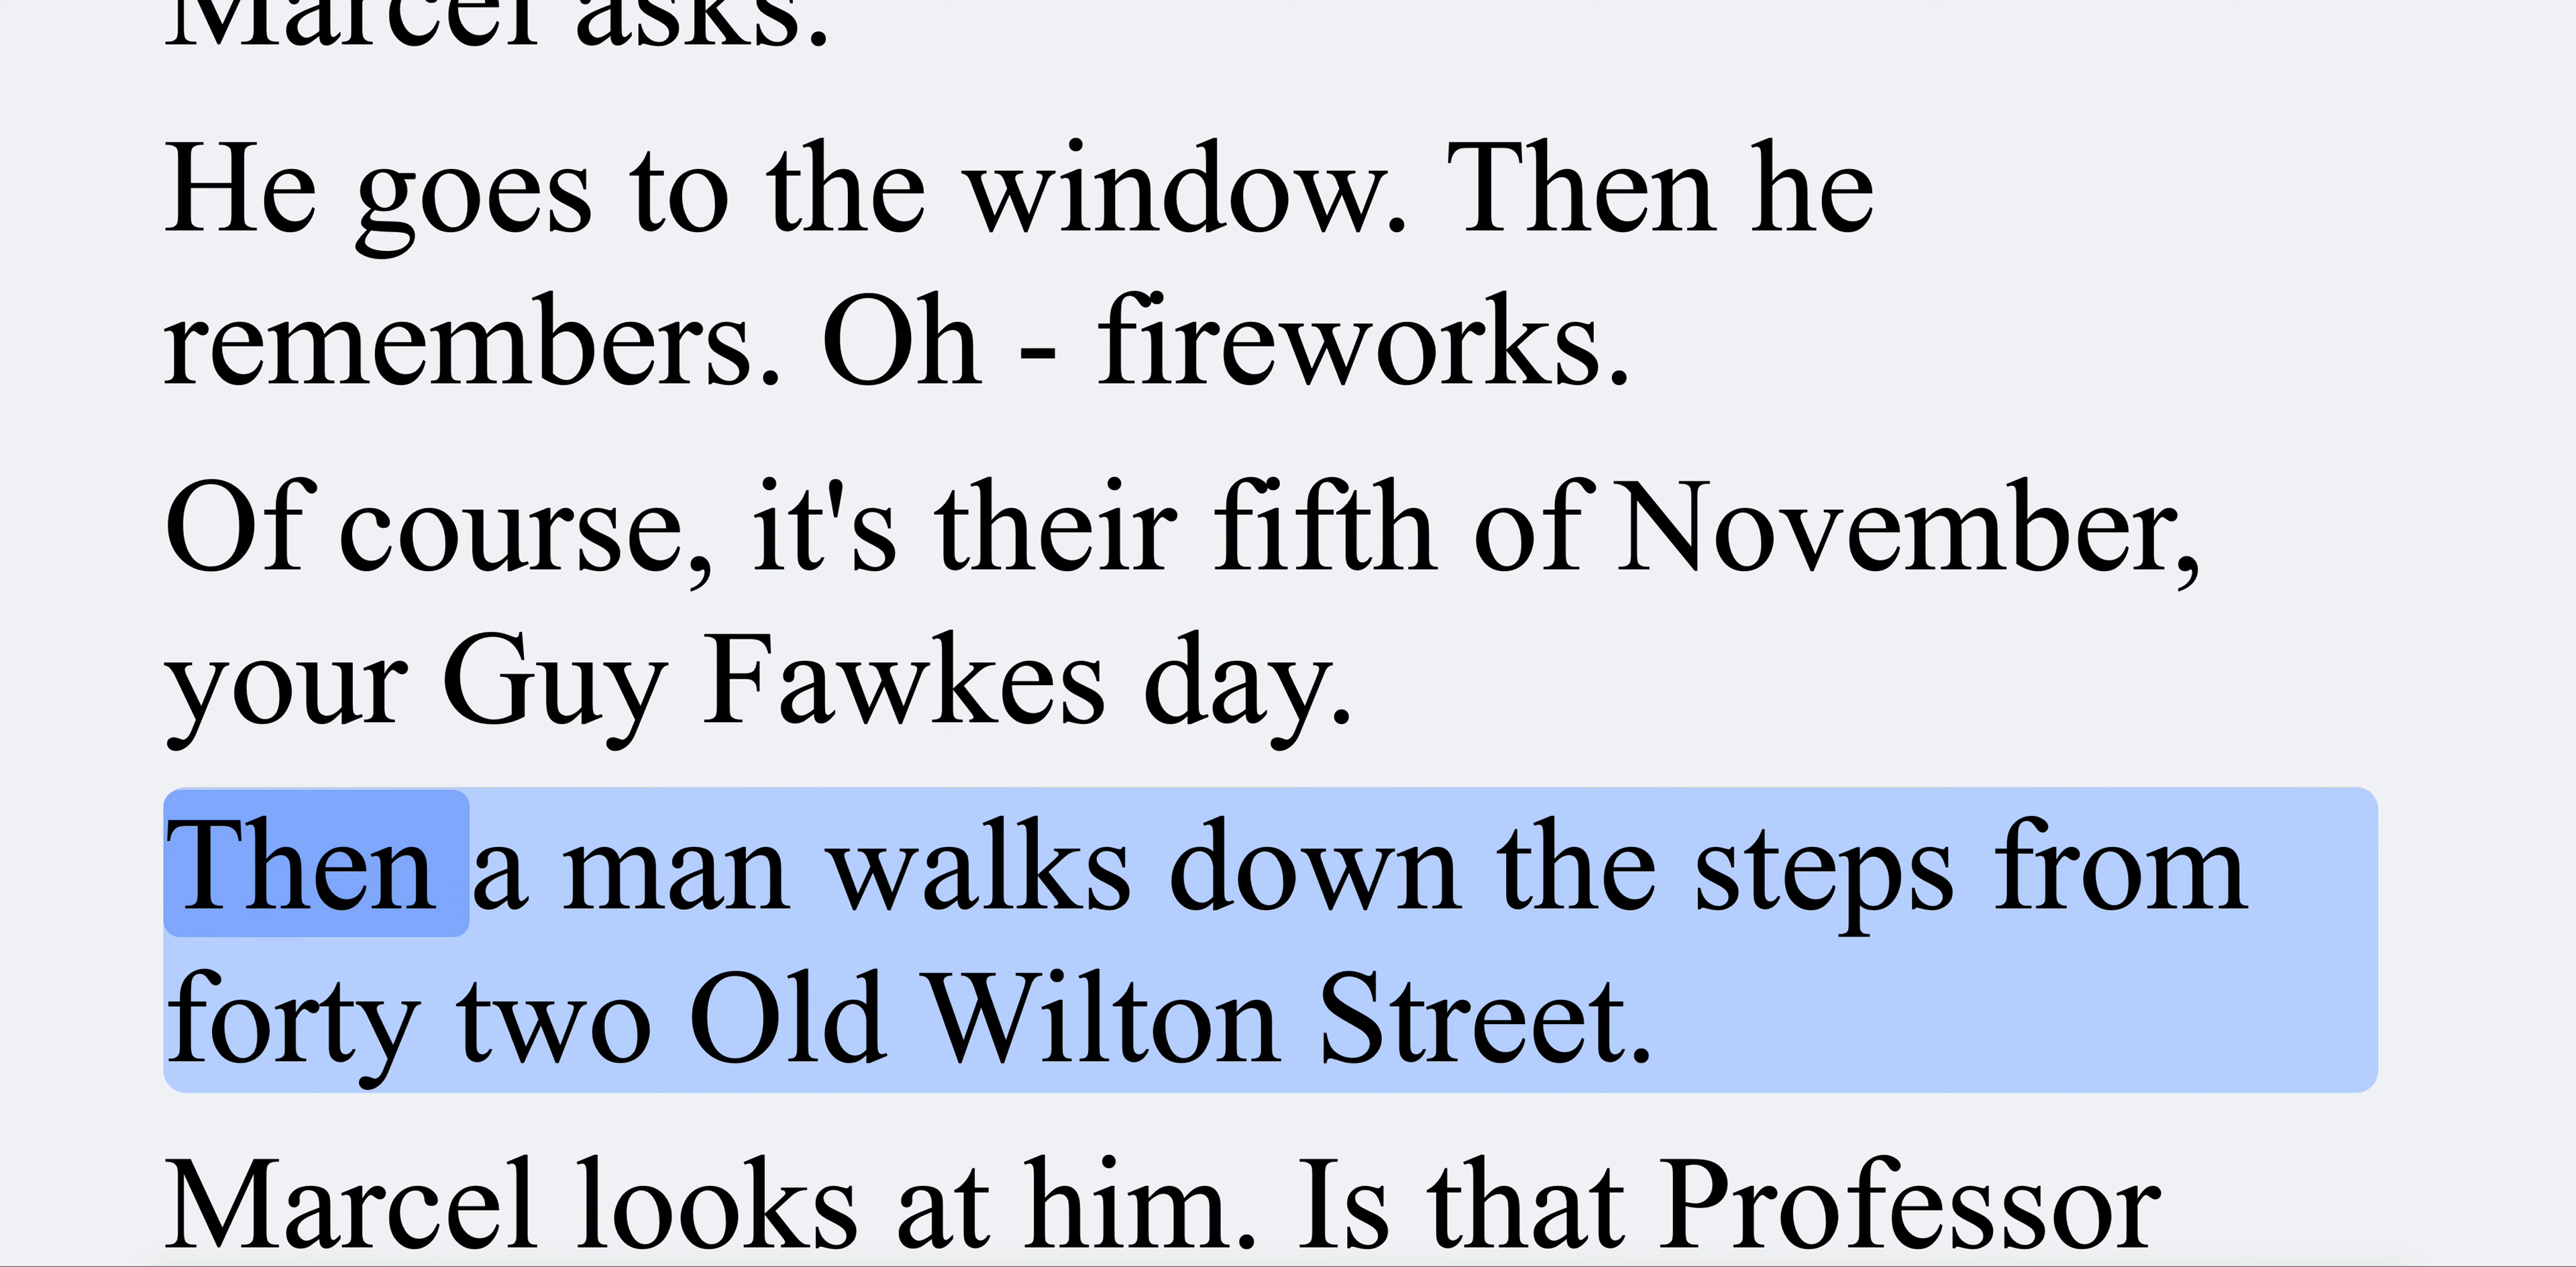 Marcel asks.
He goes to the window. Then he
remembers. Oh - fireworks.
Of course, it's their fifth of November,
your Guy Fawkes day.
Then a man walks down the steps from
forty two Old Wilton Street.
Marcel looks at him. Is that Professor